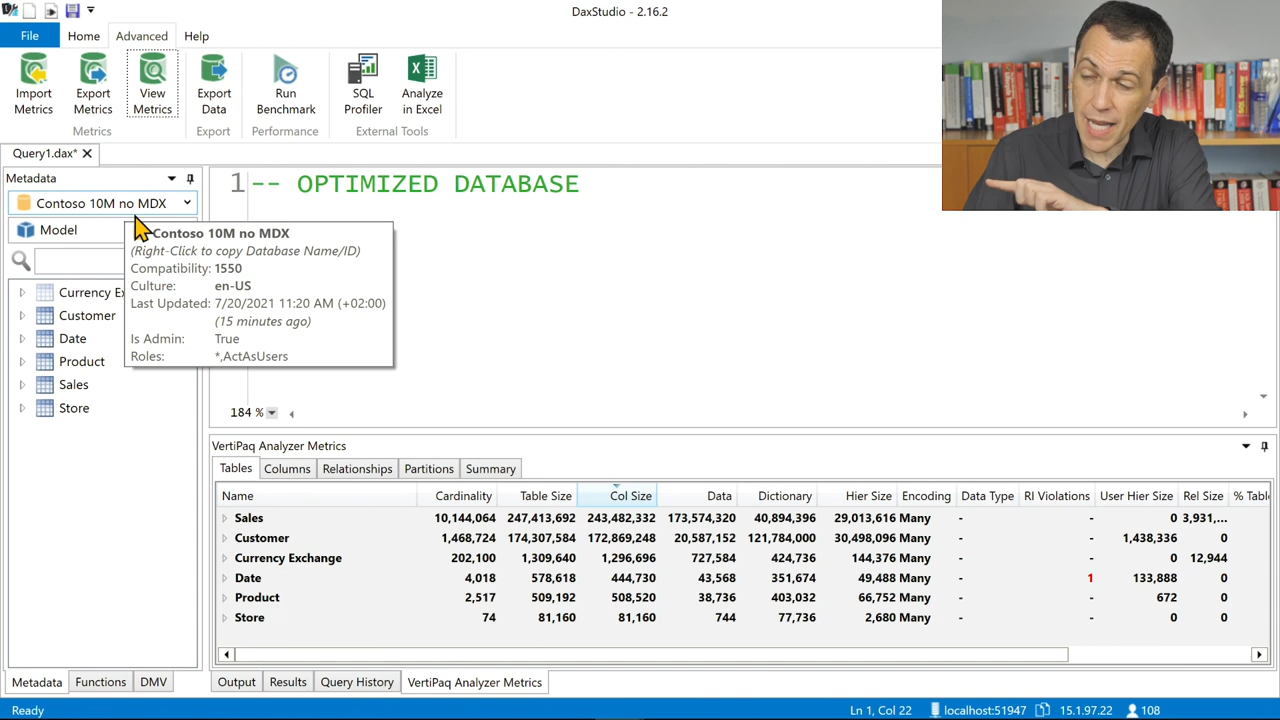 DaxStudio - 2.16.2
File Home Advanced Help
Import Metrics
Export Metrics
View Metrics
Export Data
Run Benchmark
SQL Profiler
Analyze in Excel
Metrics Export Performance External Tools
Query1.dax*
Metadata
Contoso 10M no MDX
Model
Contoso 10M no MDX
(Right-Click to copy Database Name/ID)
Compatibility: 1550
Culture: en-US
Last Updated: 7/20/2021 11:20 AM (+02:00)
(15 minutes ago)
Is Admin: True
Roles: *,ActAsUsers
Currency Ex
Customer
Date
Product
Sales
Store
1 -- OPTIMIZED DATABASE
184 %
VertiPaq Analyzer Metrics
Tables Columns Relationships Partitions Summary
Name Cardinality Table Size Col Size Data Dictionary Hier Size Encoding Data Type RI Violations User Hier Size Rel Size % Tabl
Sales 10,144,064 247,413,692 243,482,332 173,574,320 40,894,396 29,013,616 Many - - 0 3,931,...
Customer 1,468,724 174,307,584 172,869,248 20,587,152 121,784,000 30,498,096 Many - - 1,438,336 0
Currency Exchange 202,100 1,309,640 1,296,696 727,584 424,736 144,376 Many - - 0 12,944
Date 4,018 578,618 444,730 43,568 351,674 49,488 Many - 1 133,888 0
Product 2,517 509,192 508,520 38,736 403,032 66,752 Many - - 672 0
Store 74 81,160 81,160 744 77,736 2,680 Many - - 0 0
Metadata Functions DMV
Output Results Query History VertiPaq Analyzer Metrics
Ready Ln 1, Col 22 localhost:51947 15.1.97.22 108